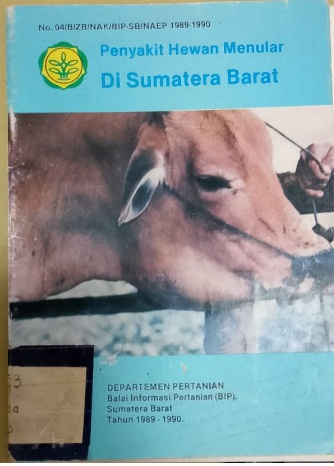 No. 04/B/ZB/NAK/BIP-SB/NAEP 1989-1990
Penyakit Hewan Menular
Di Sumatera Barat
DEPARTEMEN PERTANIAN
Balai Informasi Pertanian (BIP),
Sumatera Barat
Tahun 1989 - 1990.